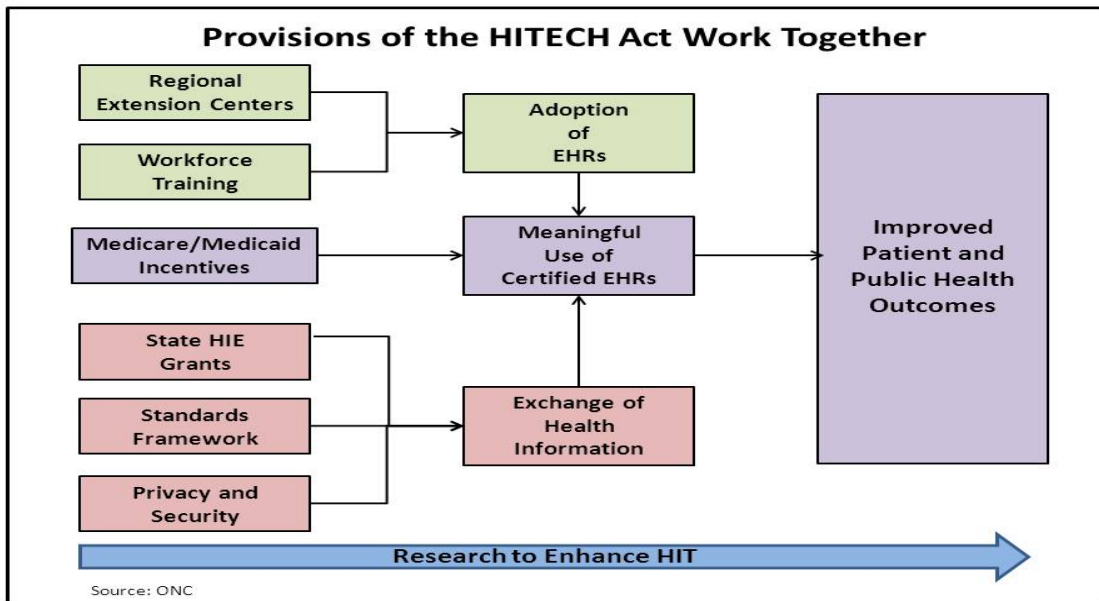 Provisions of the HITECH Act Work Together
Regional
Extension Centers
Workforce
Training
Medicare/Medicaid
Incentives
State HIE
Grants
Standards
Framework
Privacy and
Security
Adoption
of
EHRs
Meaningful
Use of
Certified EHRs
Exchange of
Health
Information
Improved
Patient and
Public Health
Outcomes
Research to Enhance HIT
Source: ONC